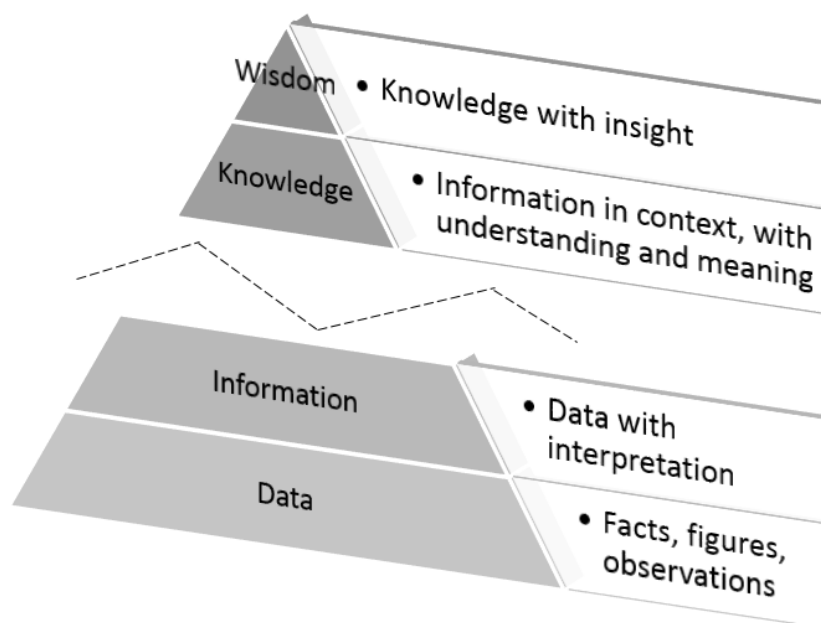 Wisdom
• Knowledge with insight
Knowledge
• Information in context, with
understanding and meaning
Information
• Data with
interpretation
Data
• Facts, figures,
observations